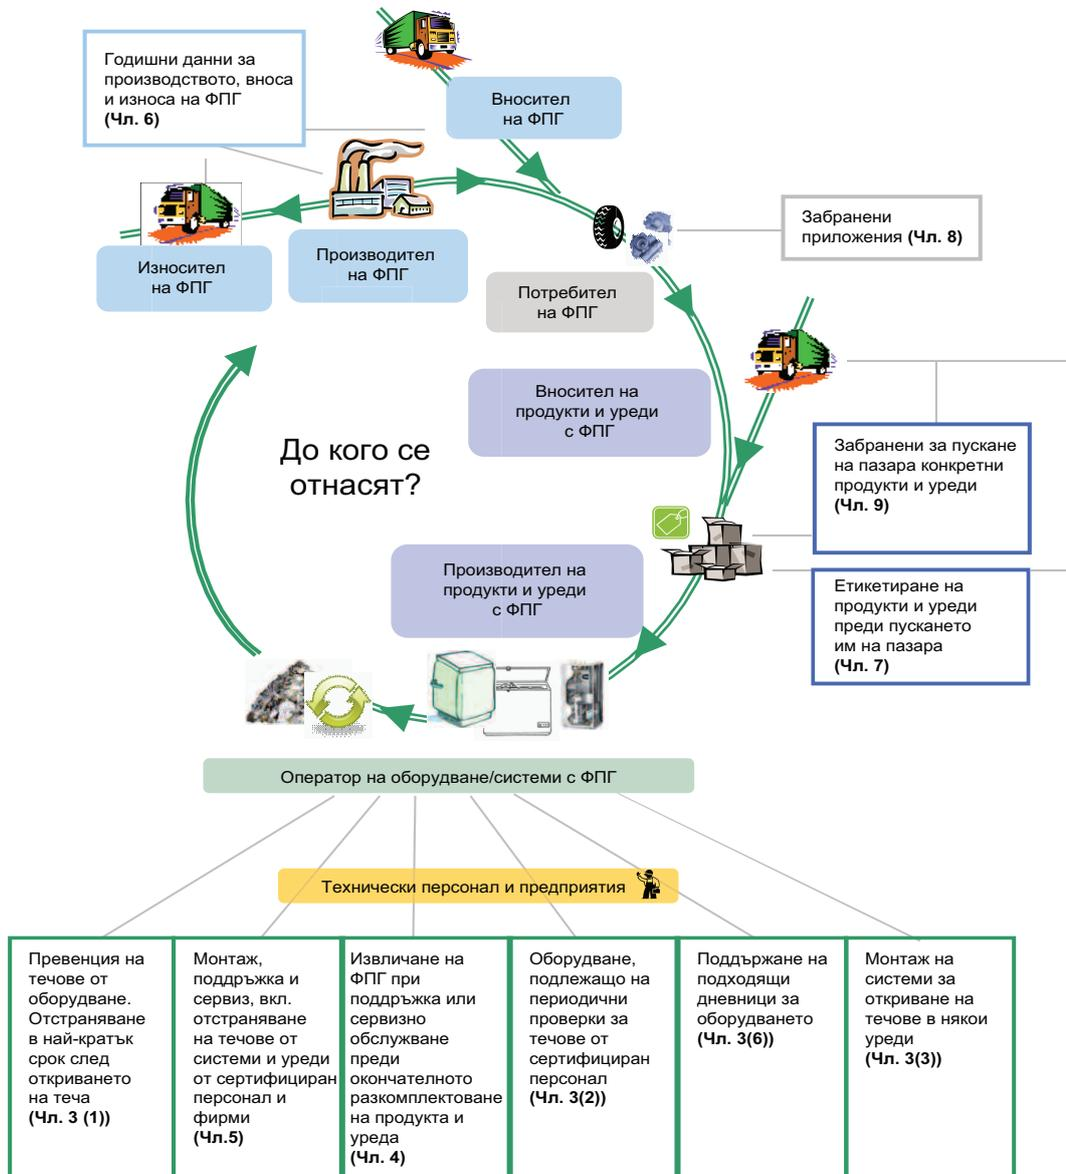 Годишни данни за
производството, вноса
и износа на ФПГ
(Чл. 6)
Вносител
на ФПГ
Износител
на ФПГ
Производител
на ФПГ
Забранени
приложения (Чл. 8)
Потребител
на ФПГ
Вносител на
продукти и уреди
с ФПГ
До кого се
отнасят?
Забранени за пускане
на пазара конкретни
продукти и уреди
(Чл. 9)
Производител на
продукти и уреди
с ФПГ
Етикетиране на
продукти и уреди
преди пускането
им на пазара
(Чл. 7)
Оператор на оборудване/системи с ФПГ
Технически персонал и предприятия
Превенция на
течове от
оборудване.
Отстраняване
в най-кратък
срок след
откриването
на теча
(Чл. 3 (1))
Монтаж,
поддръжка и
сервиз, вкл.
отстраняване
на течове от
системи и уреди
от сертифициран
персонал и
фирми
(Чл.5)
Извличане на
ФПГ при
поддръжка или
сервизно
обслужване
преди
окончателното
разкомплектоване
на продукта и
уреда
(Чл. 4)
Оборудване,
подлежащо на
периодични
проверки за
течове от
сертифициран
персонал
(Чл. 3(2))
Поддържане на
подходящи
дневници за
оборудването
(Чл. 3(6))
Монтаж на
системи за
откриване на
течове в някои
уреди
(Чл. 3(3))